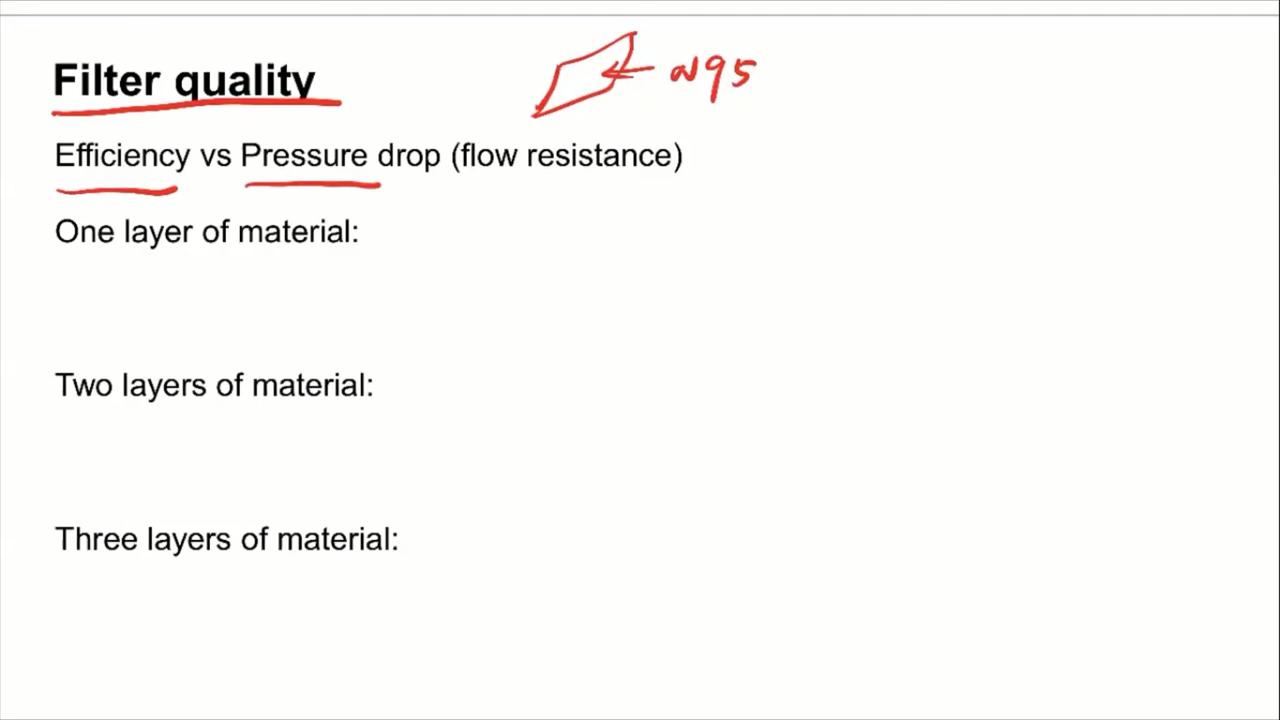 Filter quality
N95
Efficiency vs Pressure drop (flow resistance)
One layer of material:
Two layers of material:
Three layers of material: